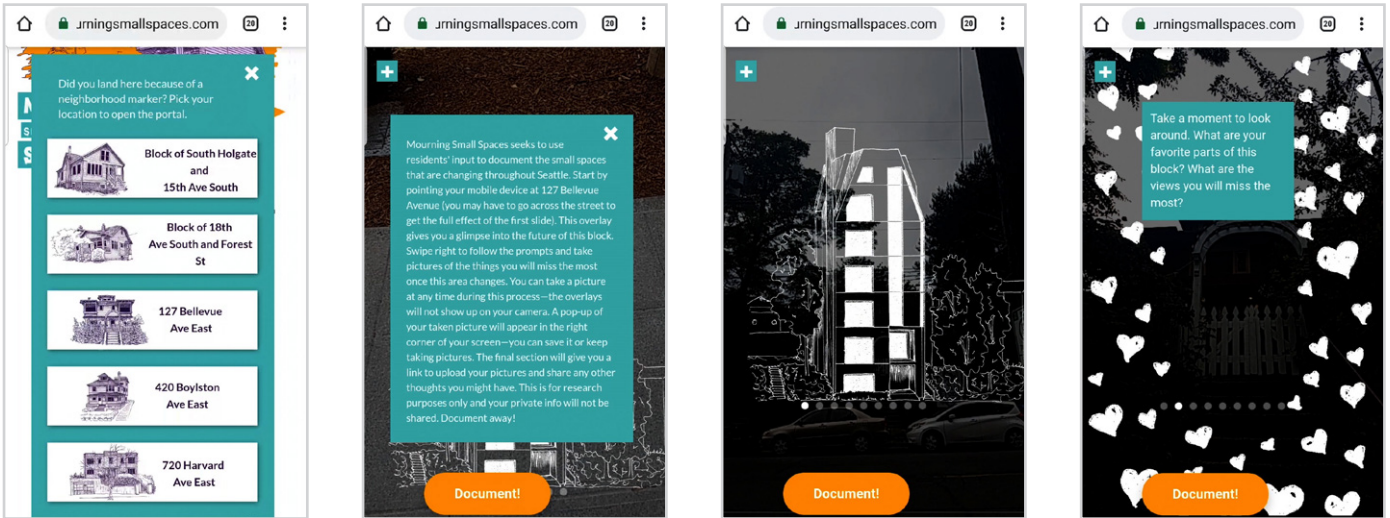 ırningsmallspaces.com
20
Did you land here because of a
neighborhood marker? Pick your
location to open the portal.
Block of South Holgate
and
15th Ave South
Block of 18th
Ave South and Forest
St
127 Bellevue
Ave East
420 Boylston
Ave East
720 Harvard
Ave East
ırningsmallspaces.com
20
Mourning Small Spaces seeks to use
residents' input to document the small spaces
that are changing throughout Seattle. Start by
pointing your mobile device at 127 Bellevue
Avenue (you may have to go across the street to
get the full effect of the first slide). This overlay
gives you a glimpse into the future of this block.
Swipe right to follow the prompts and take
pictures of the things you will miss the most
once this area changes. You can take a picture
at any time during this process—the overlays
will not show up on your camera. A pop-up of
your taken picture will appear in the right
corner of your screen—you can save it or keep
taking pictures. The final section will give you a
link to upload your pictures and share any other
thoughts you might have. This is for research
purposes only and your private info will not be
shared. Document away!
Document!
ırningsmallspaces.com
20
Document!
ırningsmallspaces.com
20
Take a moment to look
around. What are your
favorite parts of this
block? What are the
views you will miss the
most?
Document!